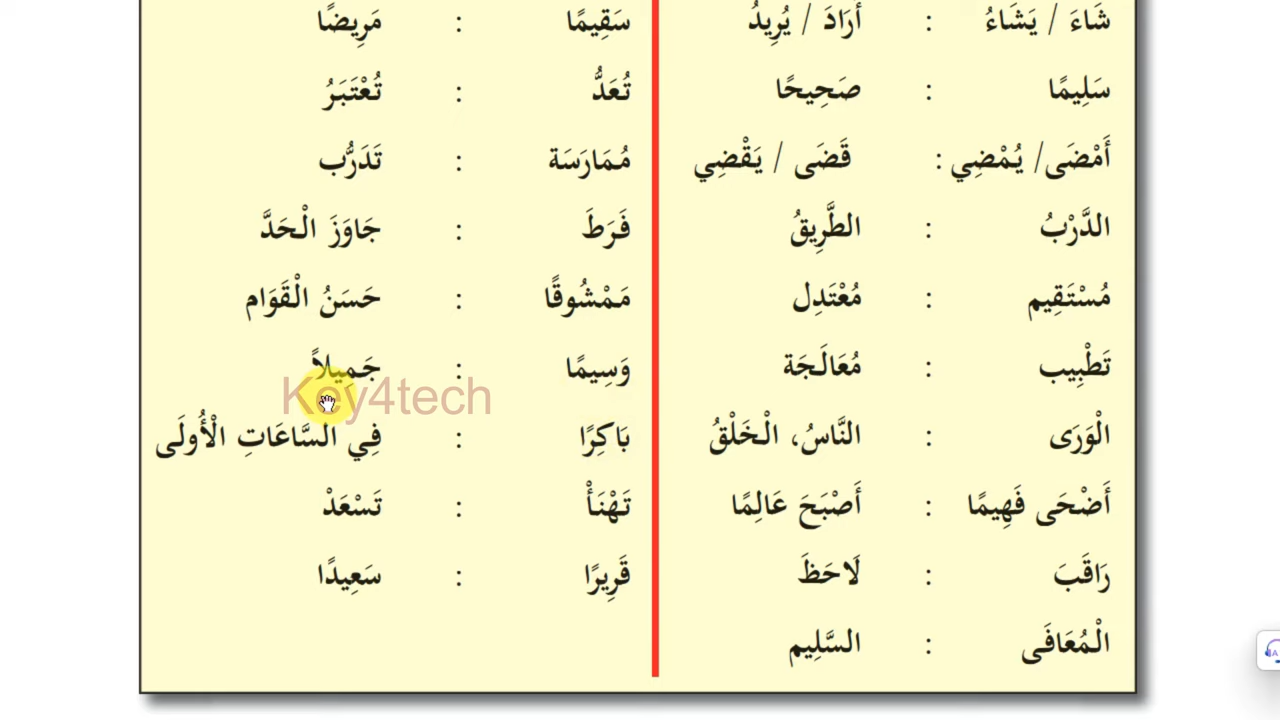 شَاءَ / يَشَاءُ : أَرَادَ / يُرِيدُ
سَلِيمًا : صَحِيحًا
أَمْضَى/ يُمْضِي : قَضَى / يَقْضِي
الدَّرْبُ : الطَّرِيقُ
مُسْتَقِيم : مُعْتَدِل
تَطْبِيب : مُعَالَجَة
الْوَرَى : النَّاسُ، الْخَلْقُ
أَضْحَى فَهِيمًا : أَصْبَحَ عَالِمًا
رَاقَبَ : لَاحَظَ
الْمُعَافَى : السَّلِيم
سَقِيمًا : مَرِيضًا
تُعَدُّ : تُعْتَبَرُ
مُمَارَسَة : تَدَرُّب
فَرَطَ : جَاوَزَ الْحَدَّ
مَمْشُوقًا : حَسَنُ الْقَوَام
وَسِيمًا : جَمِيلاً
بَاكِرًا : فِي السَّاعَاتِ الْأُولَى
تَهْنَأْ : تَسْعَدْ
قَرِيرًا : سَعِيدًا
Key4tech